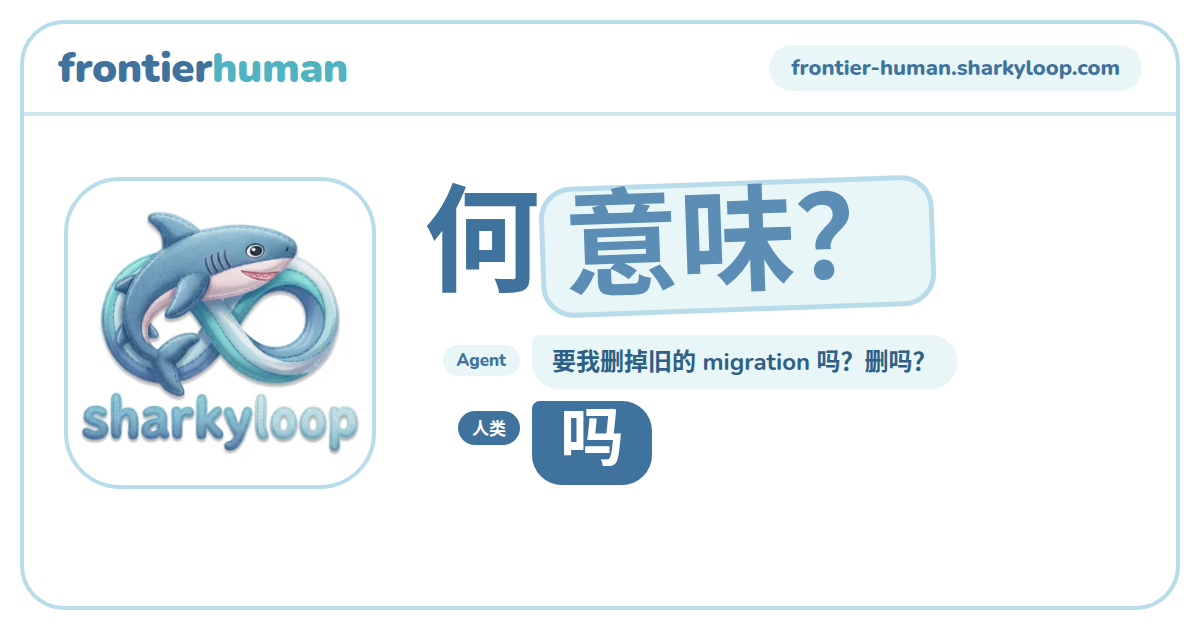 frontierhuman
frontier-human.sharkyloop.com
何意味？
Agent
要我删掉旧的 migration 吗？删吗？
人类
吗
sharkyloop